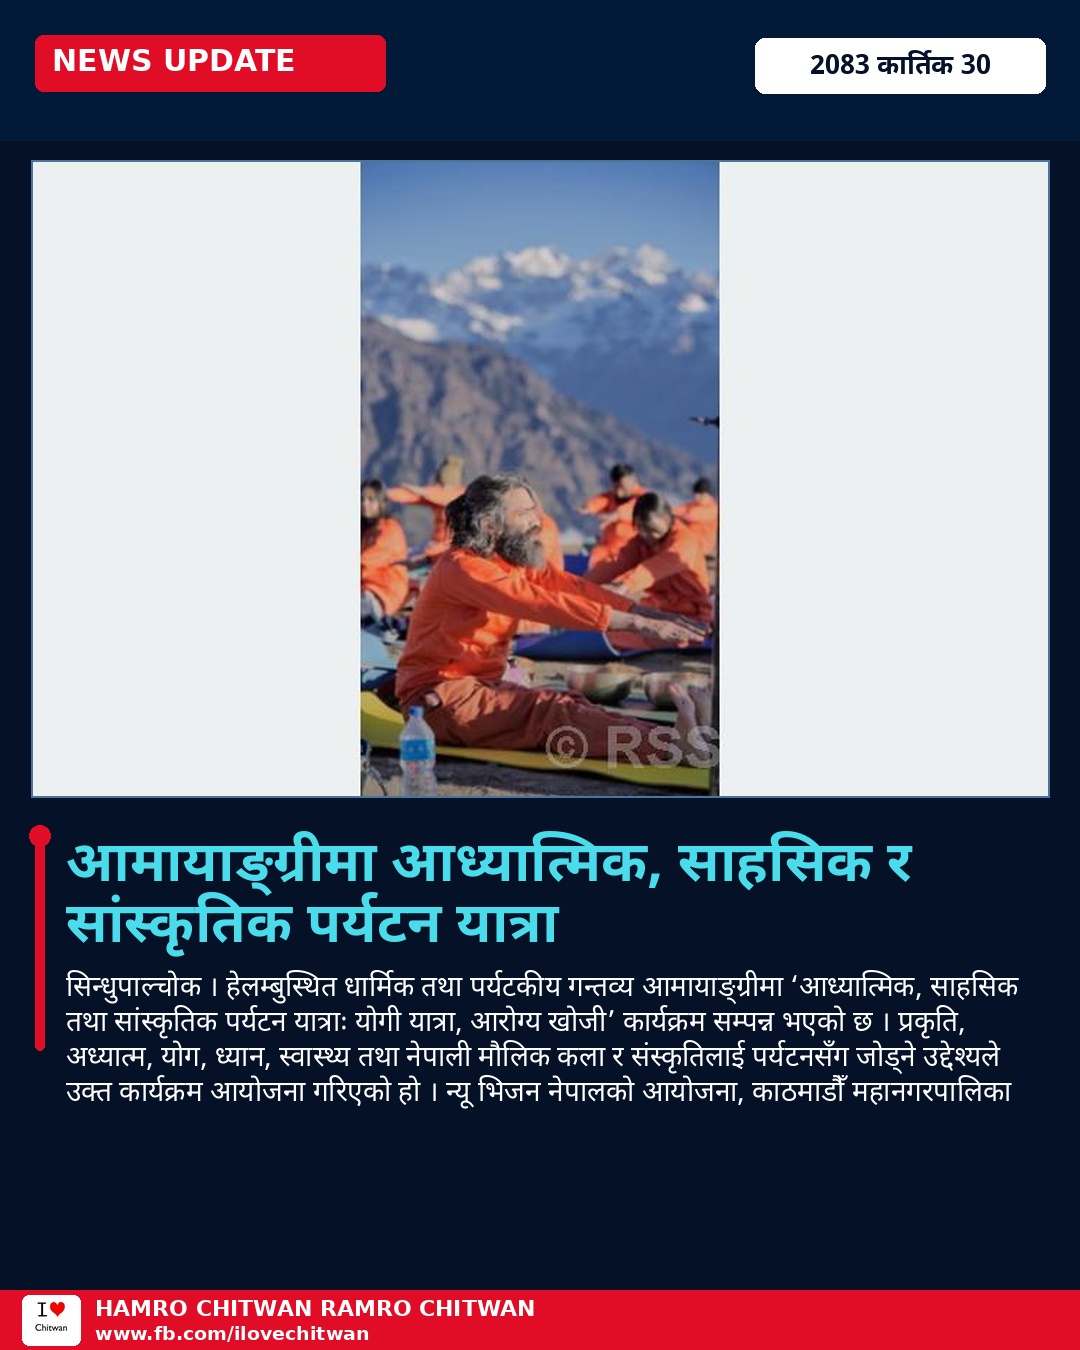 NEWS UPDATE
2083 कार्तिक 30
© RSS
आमायाङ्ग्रीमा आध्यात्मिक, साहसिक र
सांस्कृतिक पर्यटन यात्रा
सिन्धुपाल्चोक । हेलम्बुस्थित धार्मिक तथा पर्यटकीय गन्तव्य आमायाङ्ग्रीमा ‘आध्यात्मिक, साहसिक
तथा सांस्कृतिक पर्यटन यात्राः योगी यात्रा, आरोग्य खोजी’ कार्यक्रम सम्पन्न भएको छ । प्रकृति,
अध्यात्म, योग, ध्यान, स्वास्थ्य तथा नेपाली मौलिक कला र संस्कृतिलाई पर्यटनसँग जोड्ने उद्देश्यले
उक्त कार्यक्रम आयोजना गरिएको हो । न्यू भिजन नेपालको आयोजना, काठमाडौँ महानगरपालिका
I ♥
Chitwan
HAMRO CHITWAN RAMRO CHITWAN
www.fb.com/ilovechitwan